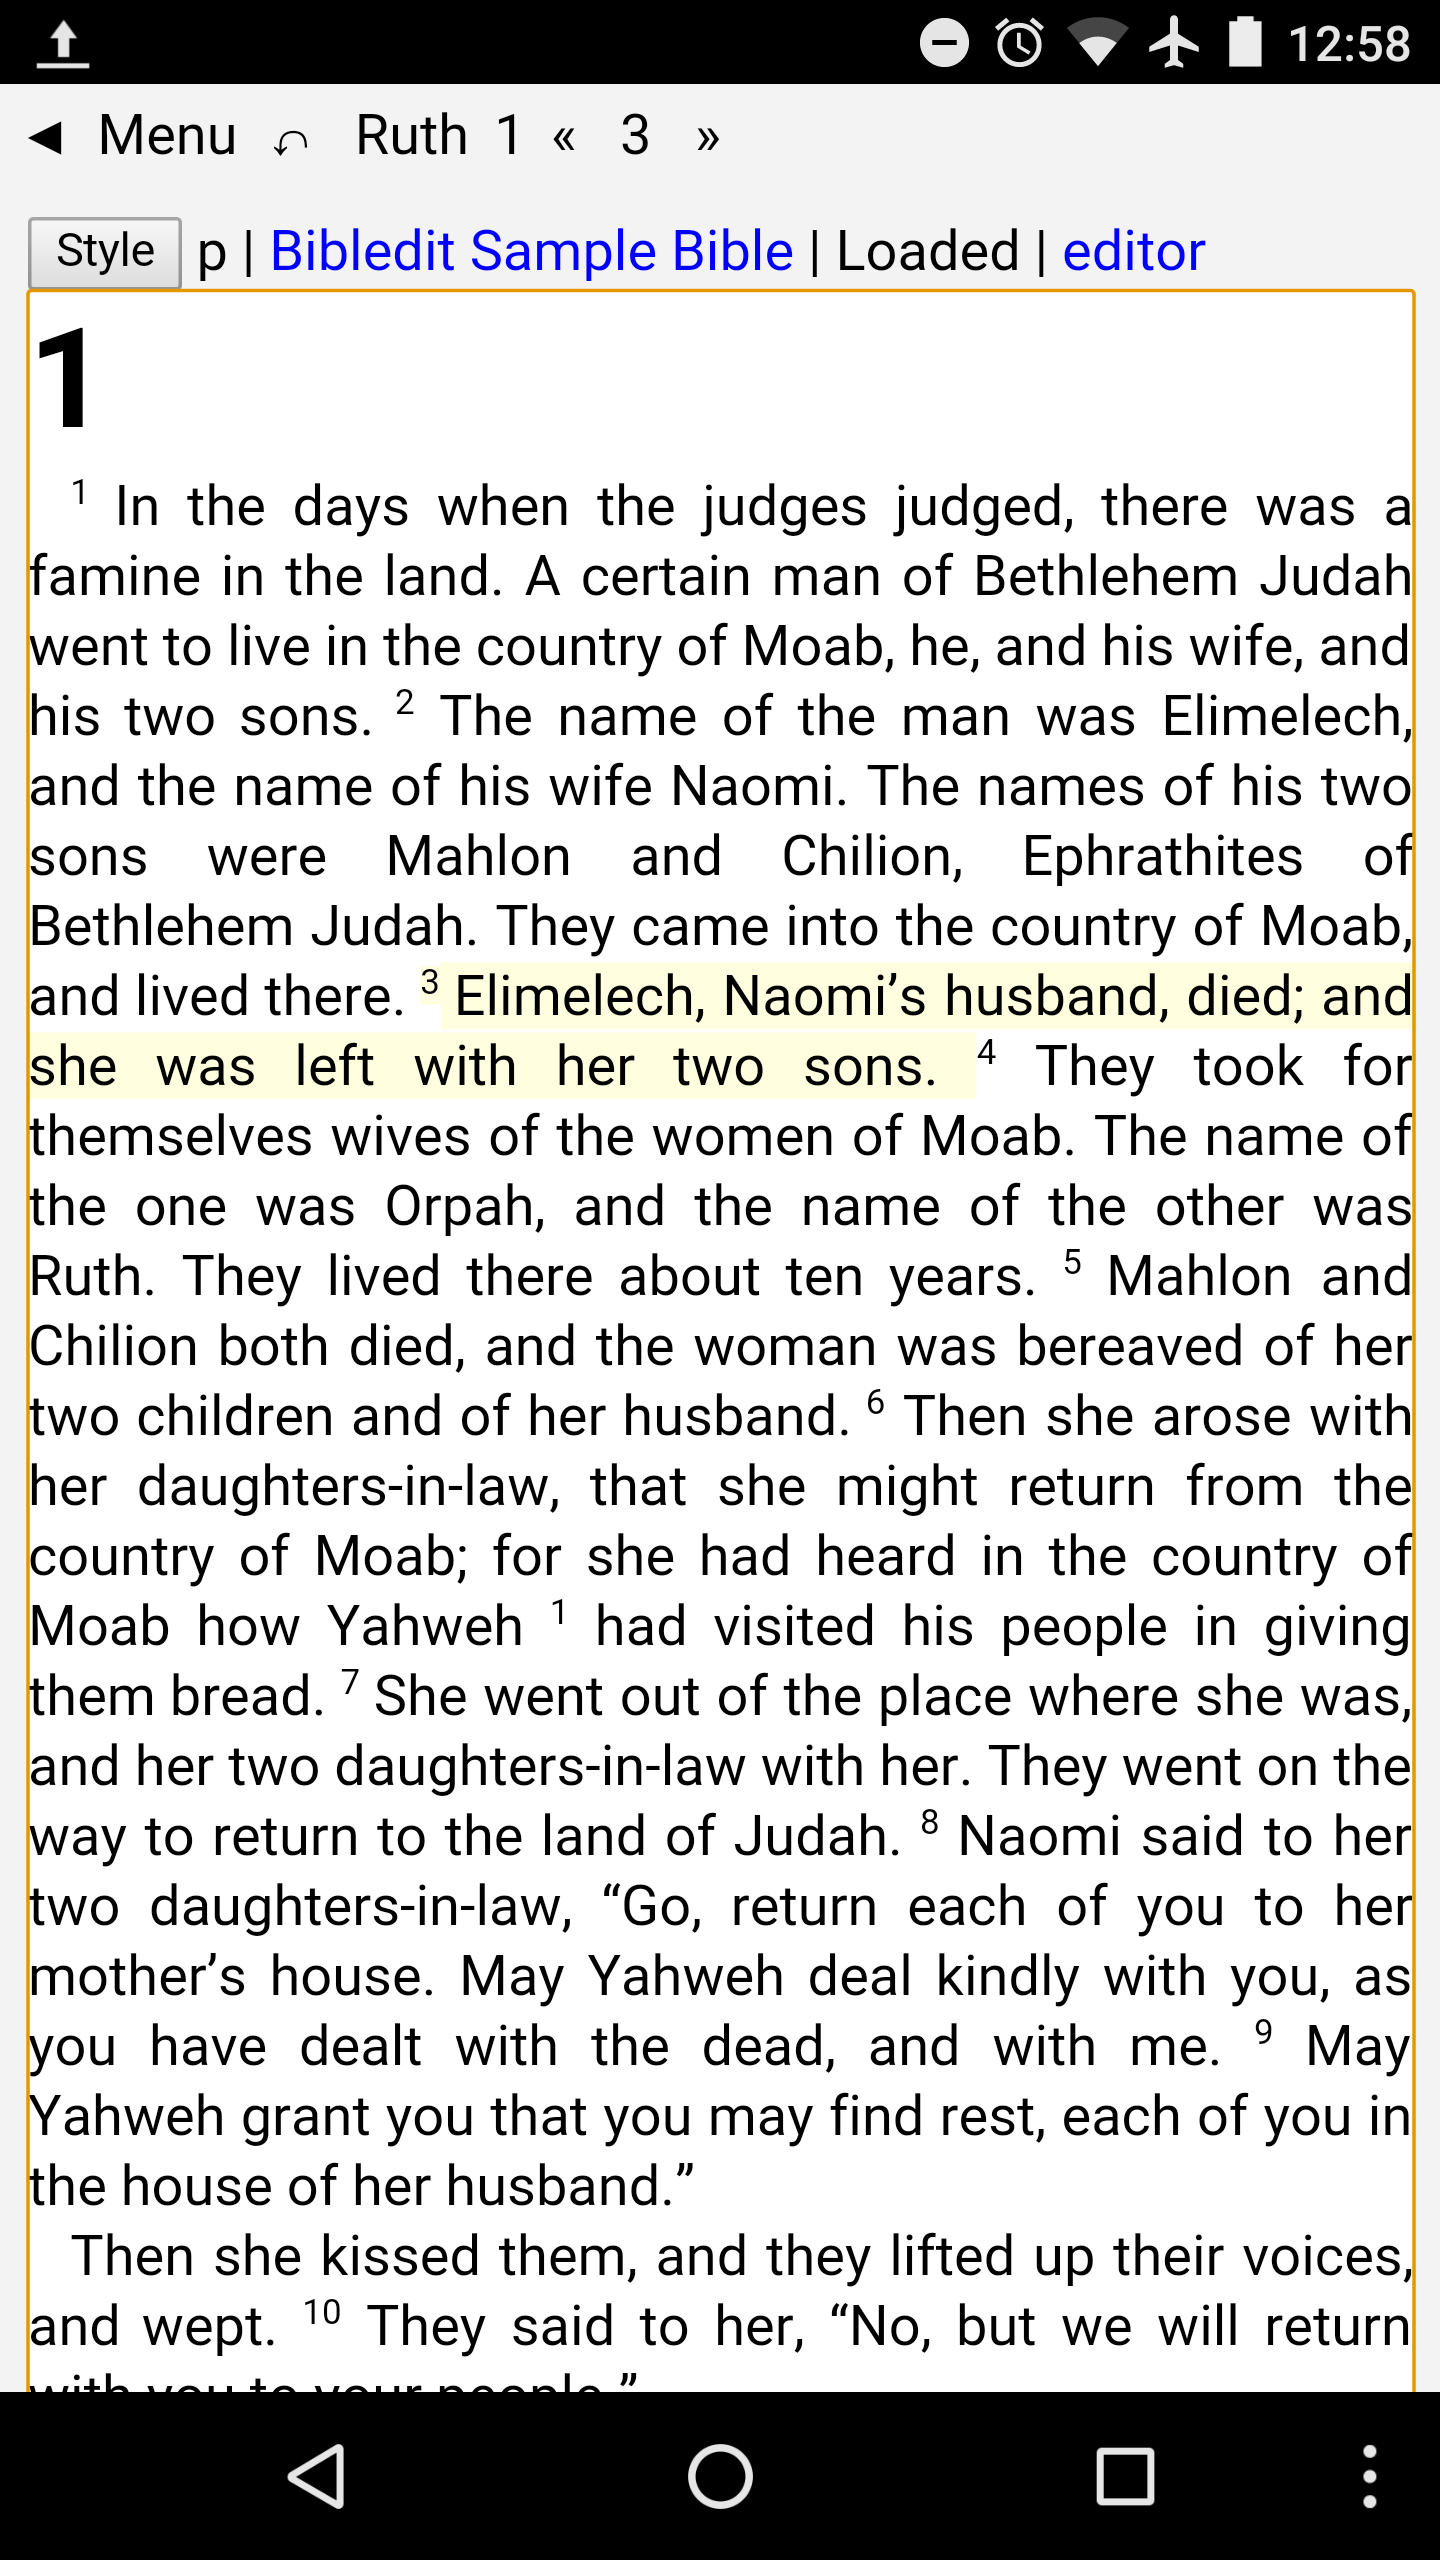 12:58
◀ Menu ⤺ Ruth 1 « 3 »
Style p | Bibledit Sample Bible | Loaded | editor
1
1 In the days when the judges judged, there was a
famine in the land. A certain man of Bethlehem Judah
went to live in the country of Moab, he, and his wife, and
his two sons. 2 The name of the man was Elimelech,
and the name of his wife Naomi. The names of his two
sons were Mahlon and Chilion, Ephrathites of
Bethlehem Judah. They came into the country of Moab,
and lived there. 3 Elimelech, Naomi’s husband, died; and
she was left with her two sons. 4 They took for
themselves wives of the women of Moab. The name of
the one was Orpah, and the name of the other was
Ruth. They lived there about ten years. 5 Mahlon and
Chilion both died, and the woman was bereaved of her
two children and of her husband. 6 Then she arose with
her daughters-in-law, that she might return from the
country of Moab; for she had heard in the country of
Moab how Yahweh 1 had visited his people in giving
them bread. 7 She went out of the place where she was,
and her two daughters-in-law with her. They went on the
way to return to the land of Judah. 8 Naomi said to her
two daughters-in-law, “Go, return each of you to her
mother’s house. May Yahweh deal kindly with you, as
you have dealt with the dead, and with me. 9 May
Yahweh grant you that you may find rest, each of you in
the house of her husband.”
Then she kissed them, and they lifted up their voices,
and wept. 10 They said to her, “No, but we will return
with you to your people.”